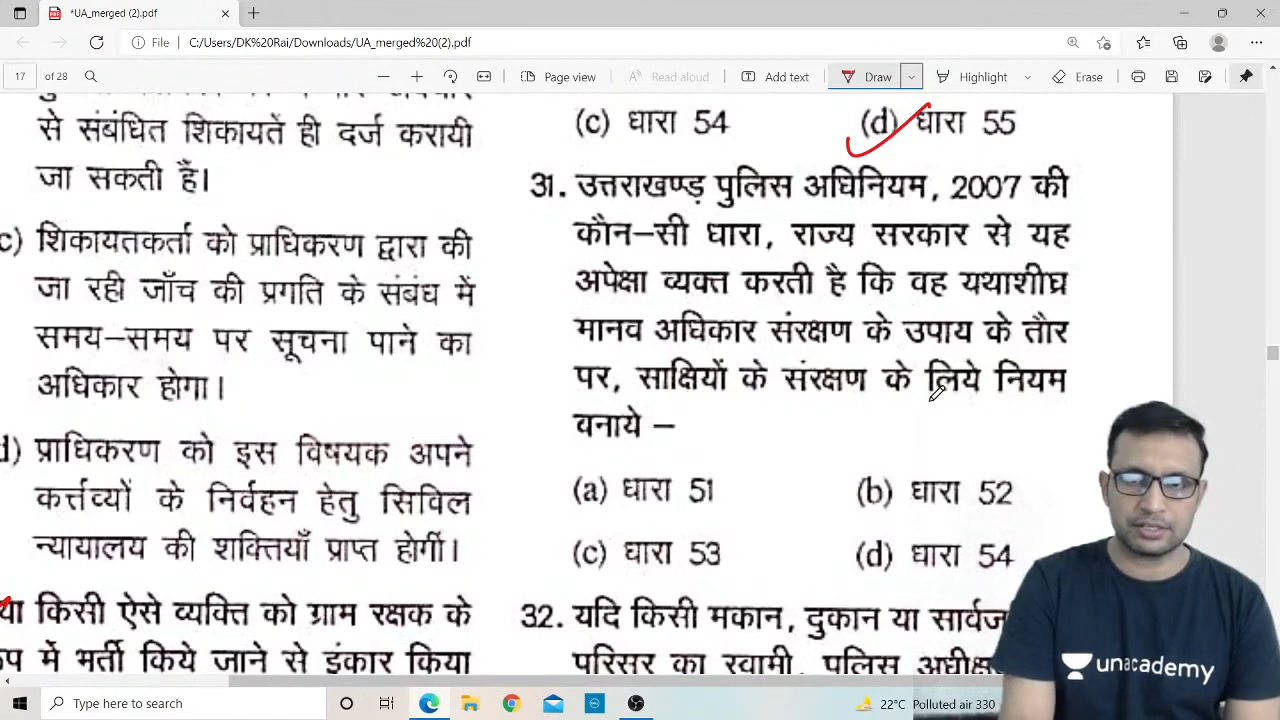 *UA_merged (2).pdf
File C:/Users/DK%20Rai/Downloads/UA_merged%20(2).pdf
17 of 28 Page view Read aloud Add text Draw Highlight Erase
से संबंधित शिकायतें ही दर्ज करायी
जा सकती हैं।
c) शिकायतकर्ता को प्राधिकरण द्वारा की
जा रही जाँच की प्रगति के संबंध में
समय–समय पर सूचना पाने का
अधिकार होगा।
d) प्राधिकरण को इस विषयक अपने
कर्त्तव्यों के निर्वहन हेतु सिविल
न्यायालय की शक्तियाँ प्राप्त होगीं।
या किसी ऐसे व्यक्ति को ग्राम रक्षक के
में भर्ती किये जाने से इंकार किया
(c) धारा 54 (d) धारा 55
31. उत्तराखण्ड़ पुलिस अधिनियम, 2007 की
कौन–सी धारा, राज्य सरकार से यह
अपेक्षा व्यक्त करती है कि वह यथाशीघ्र
मानव अधिकार संरक्षण के उपाय के तौर
पर, साक्षियों के संरक्षण के लिये नियम
वनाये –
(a) धारा 51 (b) धारा 52
(c) धारा 53 (d) धारा 54
32. यदि किसी मकान, दुकान या सार्वज
परिसर का स्वामी, पुलिस अधीक्ष
unacademy
Type here to search
22°C Polluted air 330